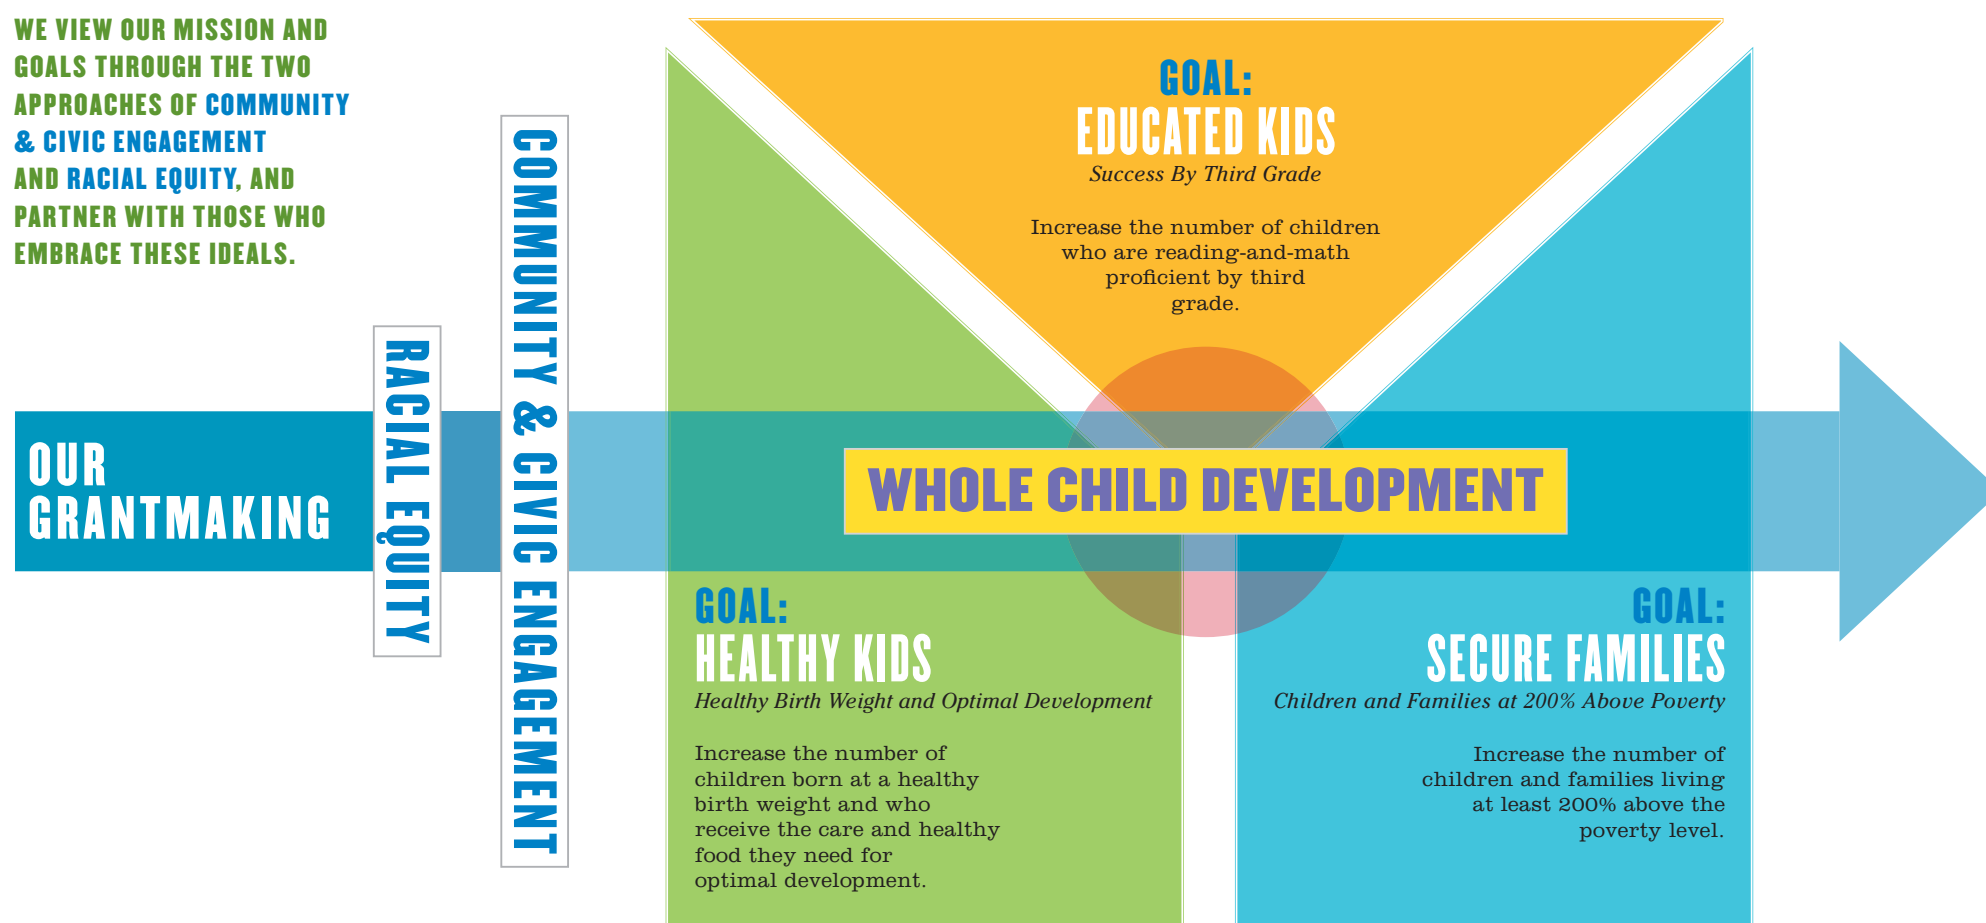 WE VIEW OUR MISSION AND
GOALS THROUGH THE TWO
APPROACHES OF COMMUNITY
& CIVIC ENGAGEMENT
AND RACIAL EQUITY, AND
PARTNER WITH THOSE WHO
EMBRACE THESE IDEALS.
OUR
GRANTMAKING
RACIAL EQUITY
COMMUNITY & CIVIC ENGAGEMENT
GOAL:
EDUCATED KIDS
Success By Third Grade
Increase the number of children
who are reading-and-math
proficient by third
grade.
WHOLE CHILD DEVELOPMENT
GOAL:
HEALTHY KIDS
Healthy Birth Weight and Optimal Development
Increase the number of
children born at a healthy
birth weight and who
receive the care and healthy
food they need for
optimal development.
GOAL:
SECURE FAMILIES
Children and Families at 200% Above Poverty
Increase the number of
children and families living
at least 200% above the
poverty level.